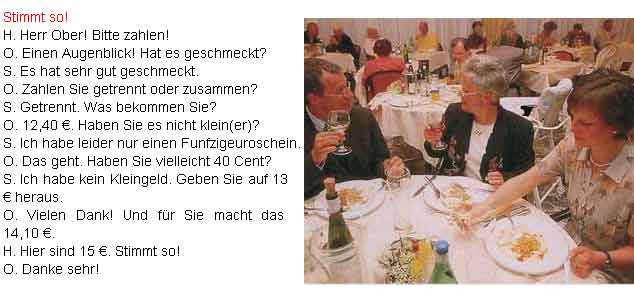 Stimmt so!
H. Herr Ober! Bitte zahlen!
O. Einen Augenblick! Hat es geschmeckt?
S. Es hat sehr gut geschmeckt.
O. Zahlen Sie getrennt oder zusammen?
S. Getrennt. Was bekommen Sie?
O. 12,40 €. Haben Sie es nicht klein(er)?
S. Ich habe leider nur einen Funfzigeuroschein.
O. Das geht. Haben Sie vielleicht 40 Cent?
S. Ich habe kein Kleingeld. Geben Sie auf 13
€ heraus.
O. Vielen Dank! Und für Sie macht das
14,10 €.
H. Hier sind 15 €. Stimmt so!
O. Danke sehr!